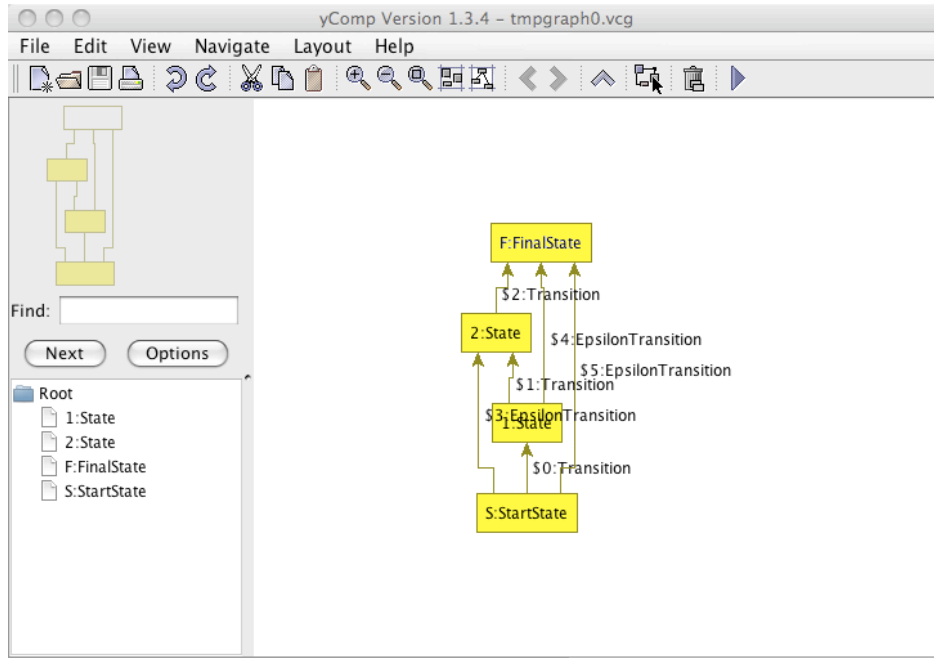 yComp Version 1.3.4 – tmpgraph0.vcg
File Edit View Navigate Layout Help
Find:
Next Options
Root
1:State
2:State
F:FinalState
S:StartState
F:FinalState
$2:Transition
2:State
$4:EpsilonTransition
$5:EpsilonTransition
$1:Transition
$3:EpsilonTransition
1:State
$0:Transition
S:StartState